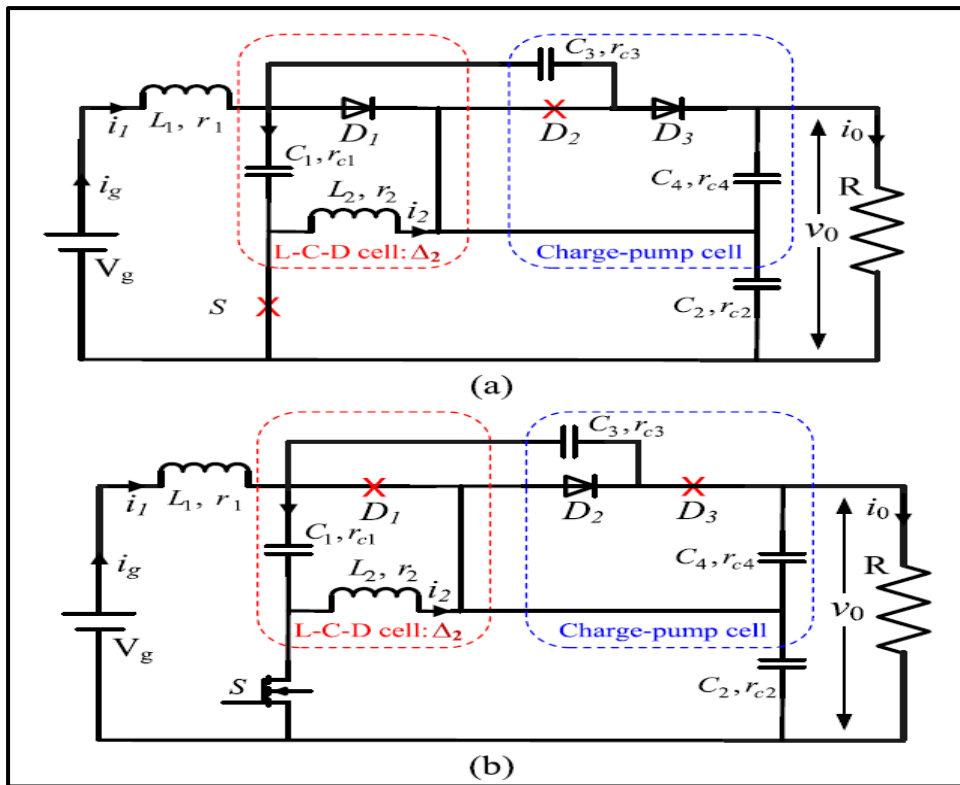 C3, rc3
i1
L1, r1
D1
D2
D3
i0
C1, rc1
R
ig
L2, r2
C4, rc4
v0
i2
Vg
L-C-D cell: Δ2
Charge-pump cell
S
C2, rc2
(a)
C3, rc3
i1
L1, r1
D1
D2
D3
i0
C1, rc1
R
ig
L2, r2
C4, rc4
v0
i2
Vg
L-C-D cell: Δ2
Charge-pump cell
S
C2, rc2
(b)